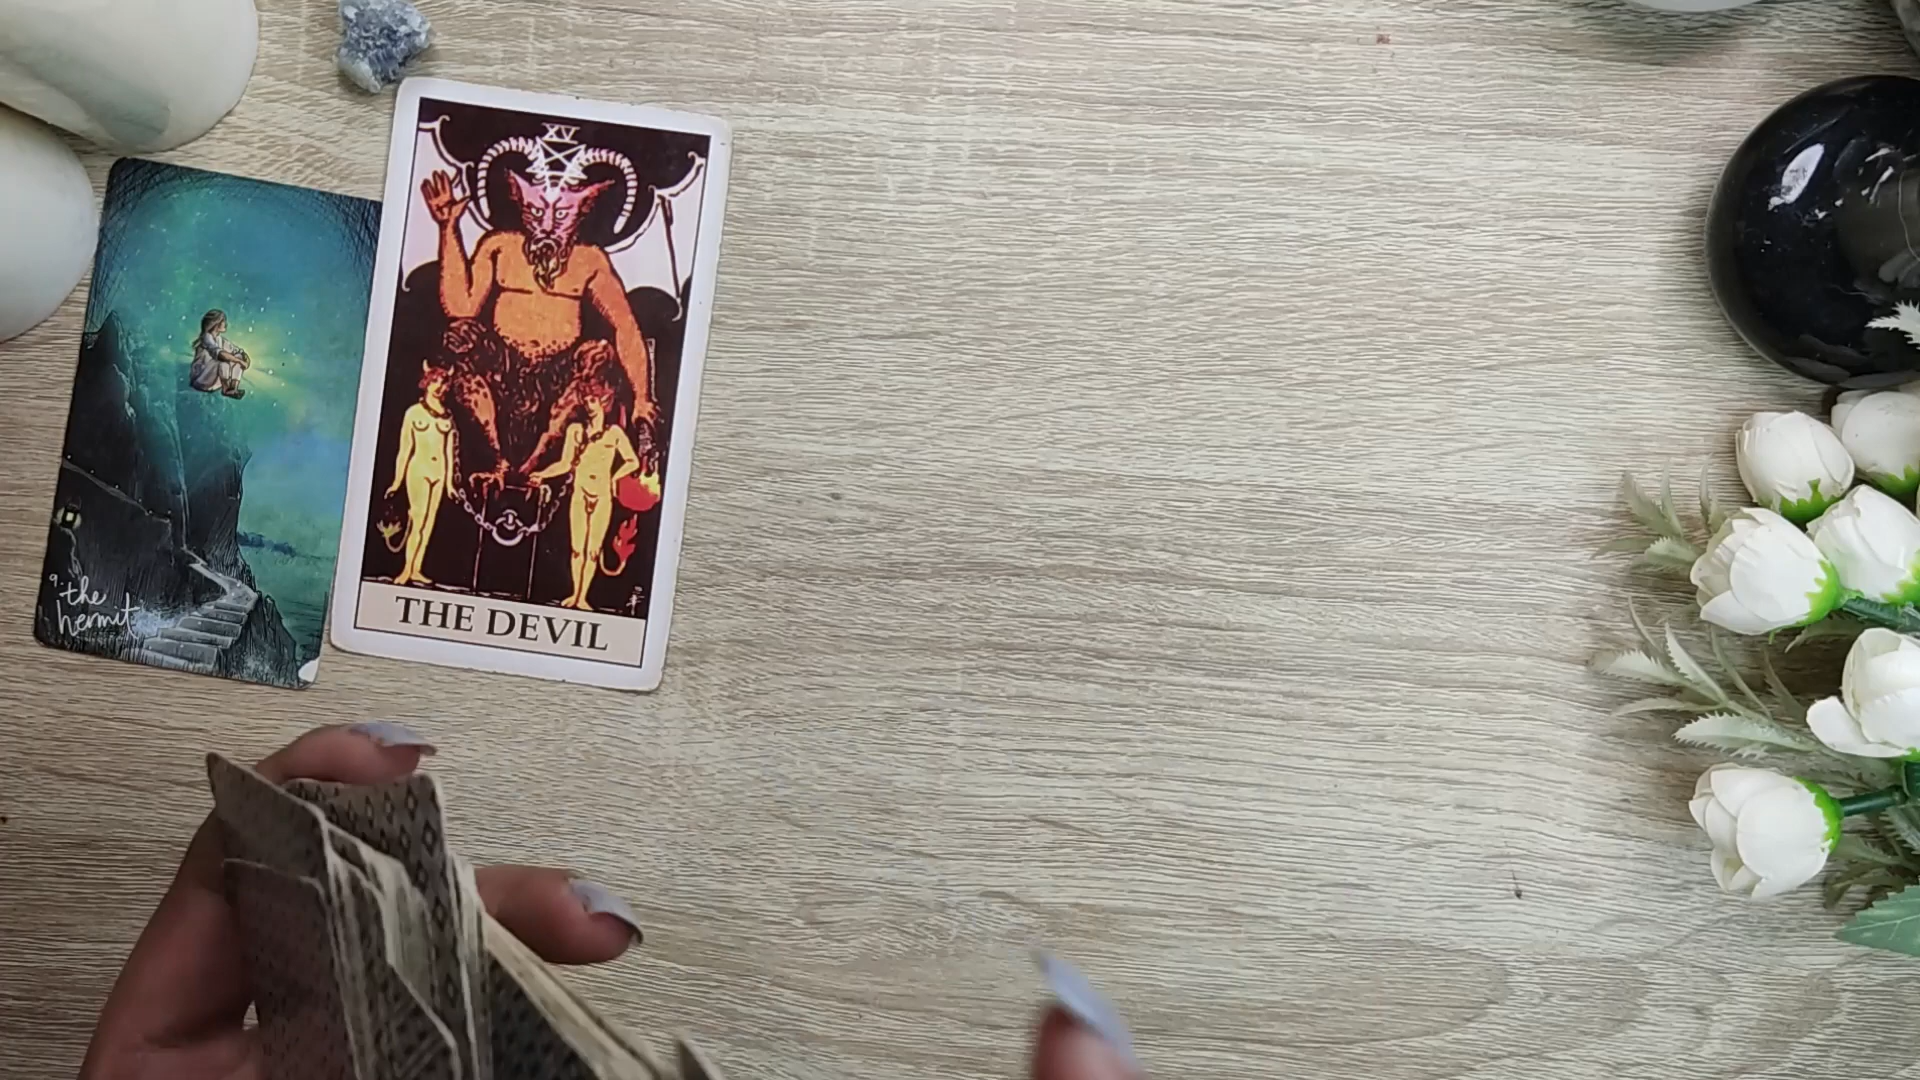 9. the
hermit
XV
THE DEVIL